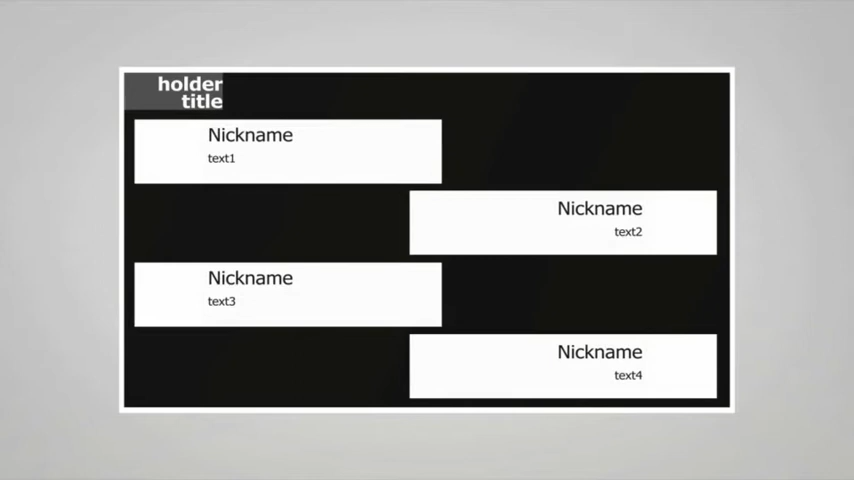 holder
title
Nickname
text1
Nickname
text2
Nickname
text3
Nickname
text4